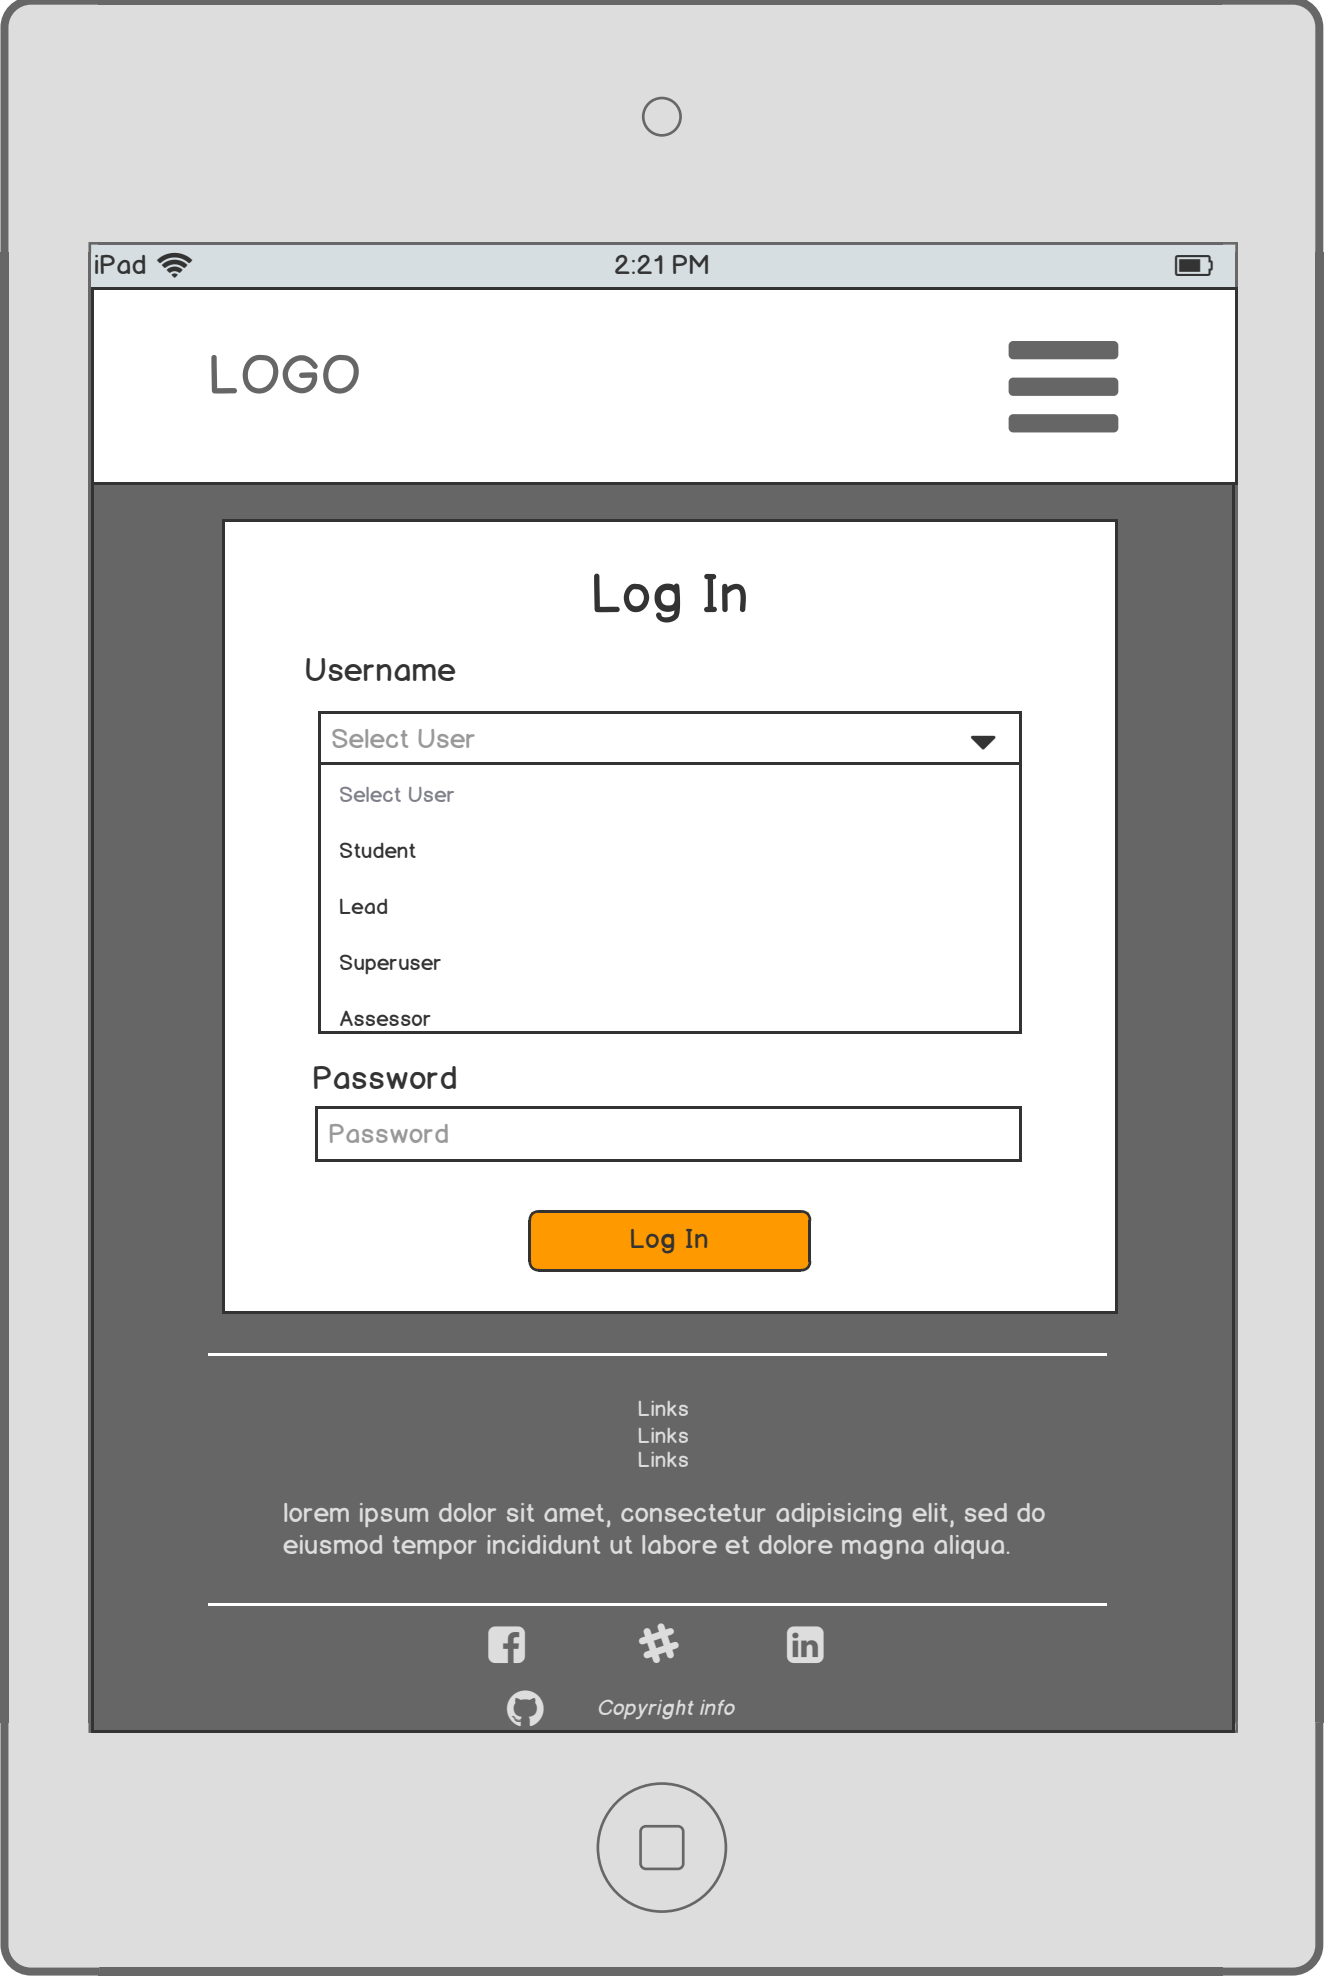 iPad
2:21 PM
LOGO
Log In
Username
Select User
Select User
Student
Lead
Superuser
Assessor
Password
Password
Log In
Links
Links
Links
lorem ipsum dolor sit amet, consectetur adipisicing elit, sed do
eiusmod tempor incididunt ut labore et dolore magna aliqua.
Copyright info